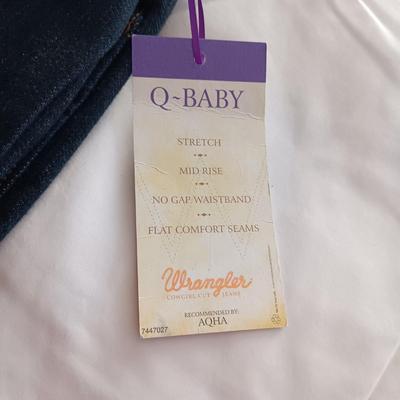 Q~BABY
STRETCH
MID RISE
NO GAP WAISTBAND
FLAT COMFORT SEAMS
Wrangler
COWGIRL CUT JEANS
RECOMMENDED BY:
AQHA
7447027